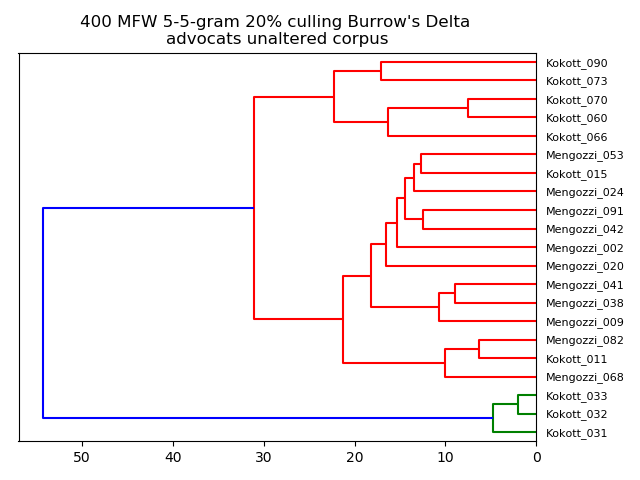 400 MFW 5-5-gram 20% culling Burrow's Delta
advocats unaltered corpus
Kokott_090
Kokott_073
Kokott_070
Kokott_060
Kokott_066
Mengozzi_053
Kokott_015
Mengozzi_024
Mengozzi_091
Mengozzi_042
Mengozzi_002
Mengozzi_020
Mengozzi_041
Mengozzi_038
Mengozzi_009
Mengozzi_082
Kokott_011
Mengozzi_068
Kokott_033
Kokott_032
Kokott_031
50 40 30 20 10 0